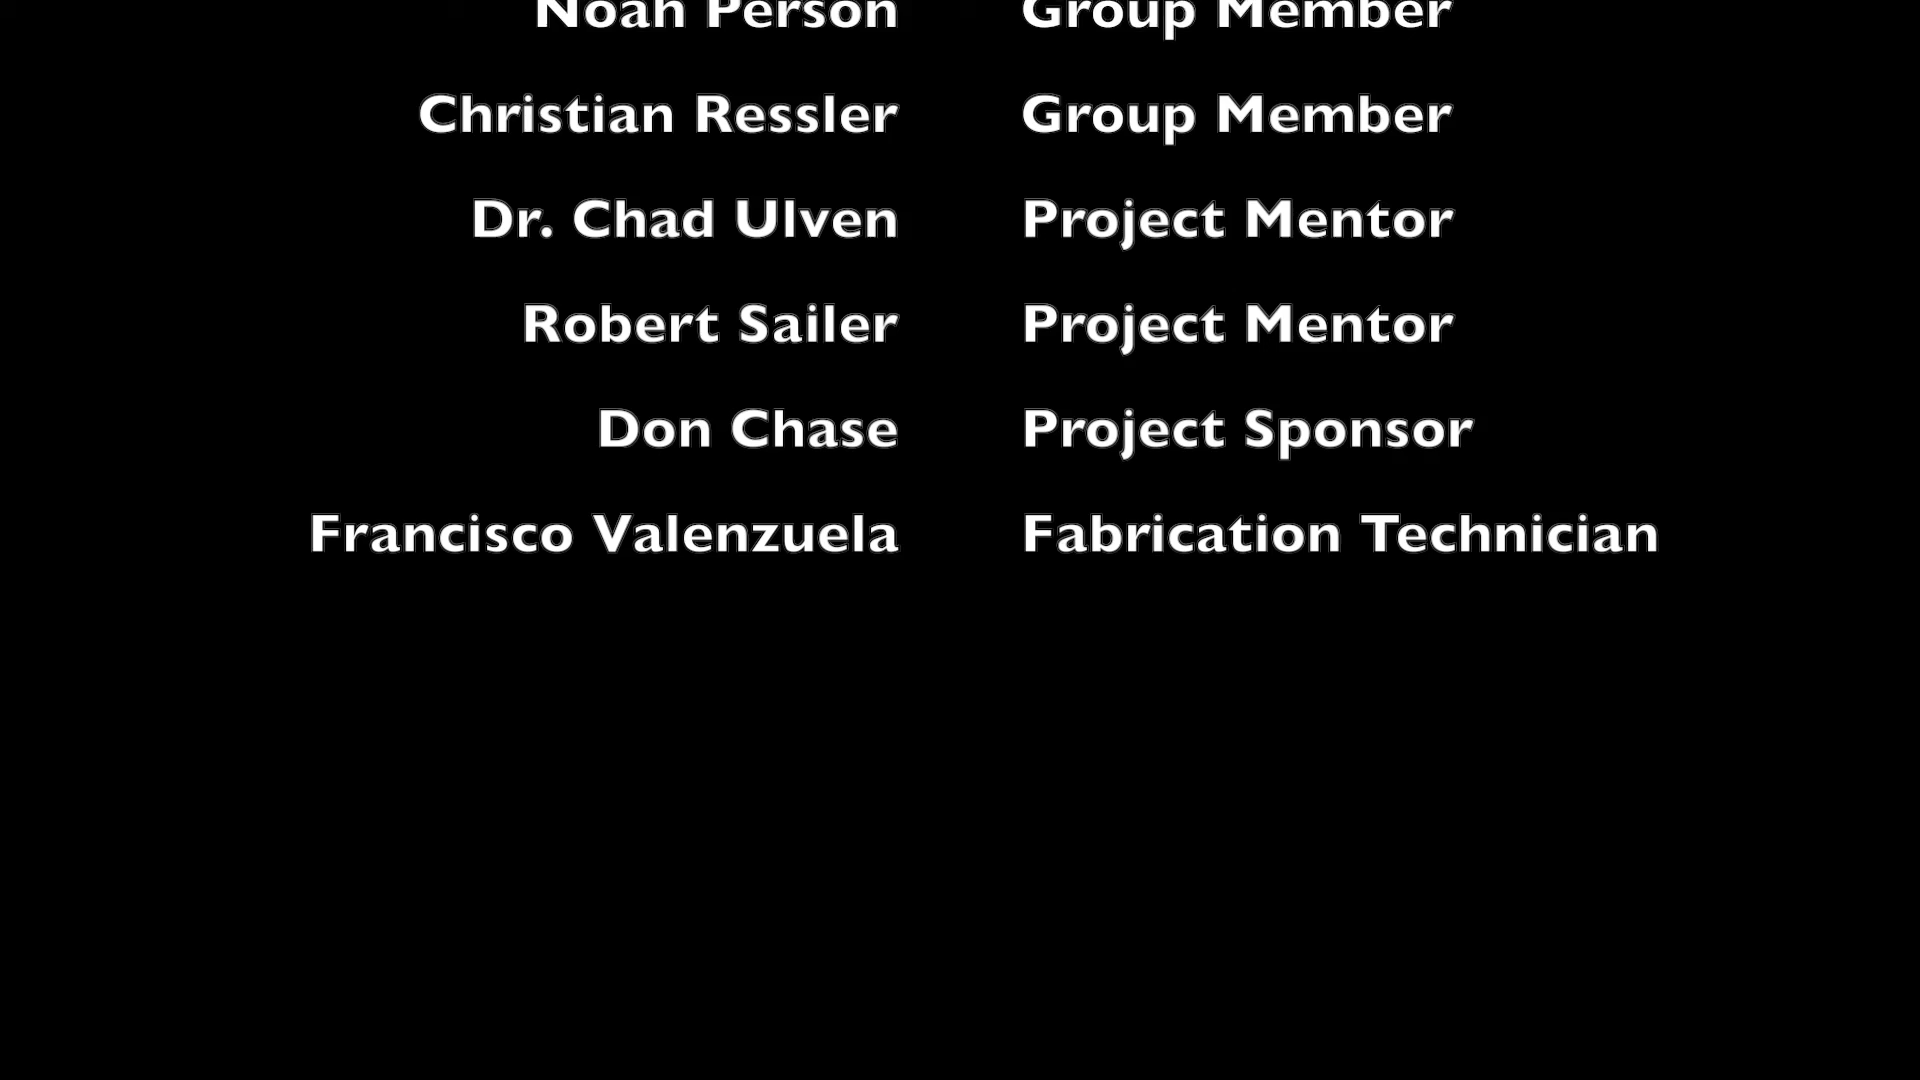 Noah Person Group Member
Christian Ressler Group Member
Dr. Chad Ulven Project Mentor
Robert Sailer Project Mentor
Don Chase Project Sponsor
Francisco Valenzuela Fabrication Technician